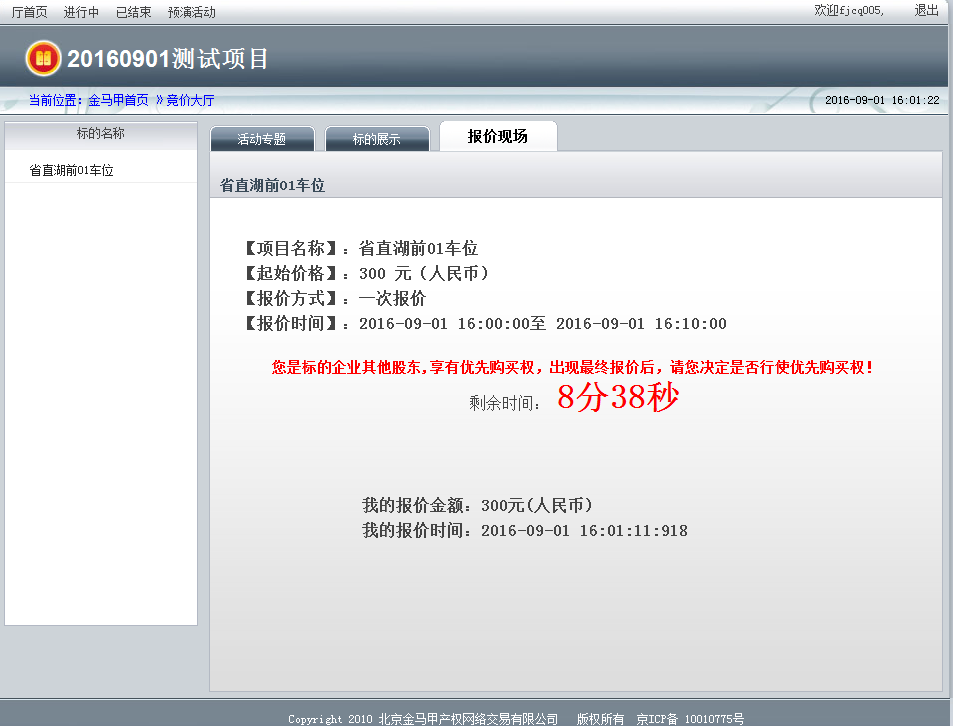 厅首页 进行中 已结束 预演活动 欢迎fjcq005, 退出
20160901测试项目
当前位置：金马甲首页 》竞价大厅 2016-09-01 16:01:22
标的名称 活动专题 标的展示 报价现场
省直湖前01车位
省直湖前01车位
【项目名称】：省直湖前01车位
【起始价格】：300 元（人民币）
【报价方式】：一次报价
【报价时间】：2016-09-01 16:00:00至 2016-09-01 16:10:00
您是标的企业其他股东,享有优先购买权，出现最终报价后，请您决定是否行使优先购买权！
剩余时间： 8分38秒
我的报价金额：300元(人民币)
我的报价时间：2016-09-01 16:01:11:918
Copyright 2010 北京金马甲产权网络交易有限公司 版权所有 京ICP备 10010775号